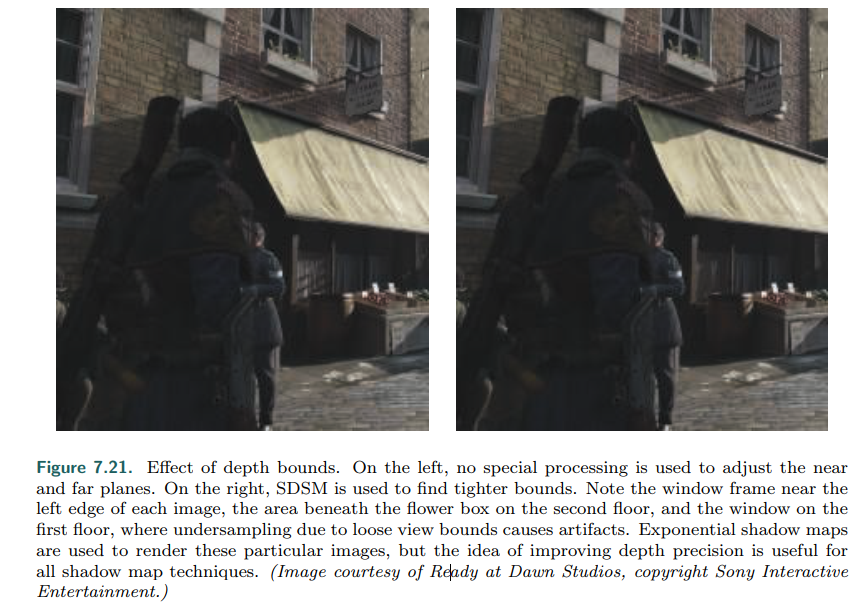 Figure 7.21. Effect of depth bounds. On the left, no special processing is used to adjust the near
and far planes. On the right, SDSM is used to find tighter bounds. Note the window frame near the
left edge of each image, the area beneath the flower box on the second floor, and the window on the
first floor, where undersampling due to loose view bounds causes artifacts. Exponential shadow maps
are used to render these particular images, but the idea of improving depth precision is useful for
all shadow map techniques. (Image courtesy of Ready at Dawn Studios, copyright Sony Interactive
Entertainment.)